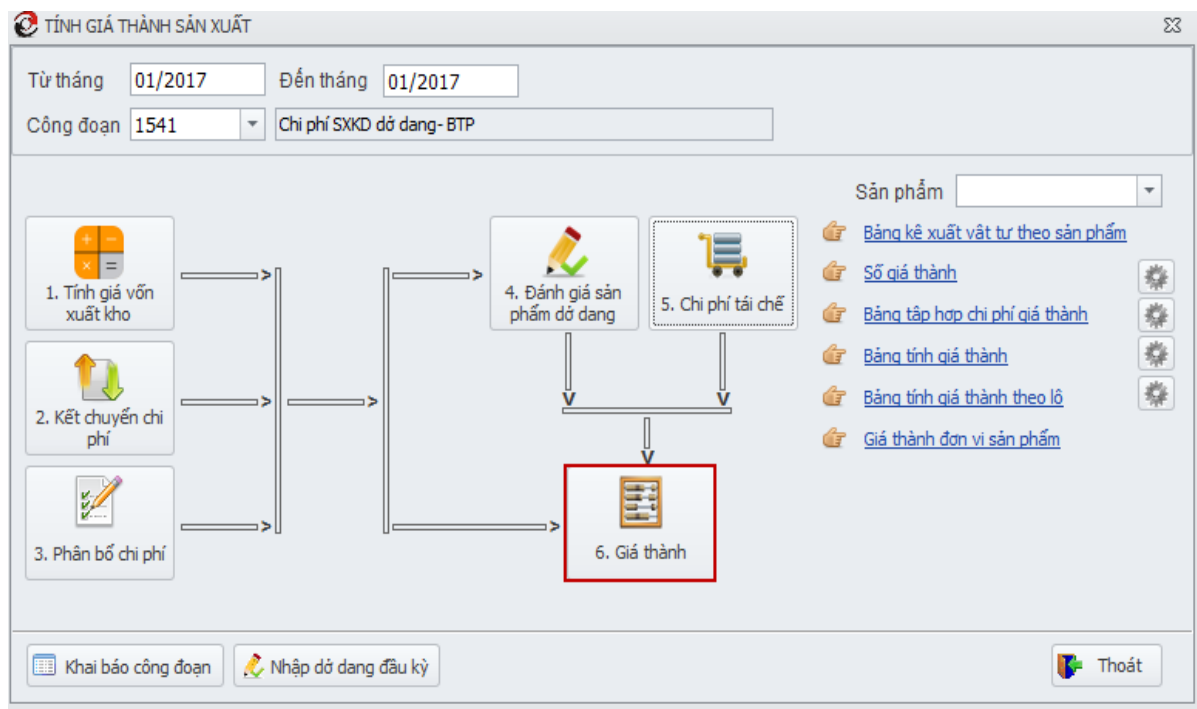 TÍNH GIÁ THÀNH SẢN XUẤT
Từ tháng 01/2017 Đến tháng 01/2017
Công đoạn 1541 Chi phí SXKD dở dang- BTP
Sản phẩm
1. Tính giá vốn
xuất kho
2. Kết chuyển chi
phí
3. Phân bổ chi phí
4. Đánh giá sản
phẩm dở dang
5. Chi phí tái chế
6. Giá thành
Bảng kê xuất vật tư theo sản phẩm
Sổ giá thành
Bảng tập hợp chi phí giá thành
Bảng tính giá thành
Bảng tính giá thành theo lô
Giá thành đơn vị sản phẩm
Khai báo công đoạn
Nhập dở dang đầu kỳ
Thoát